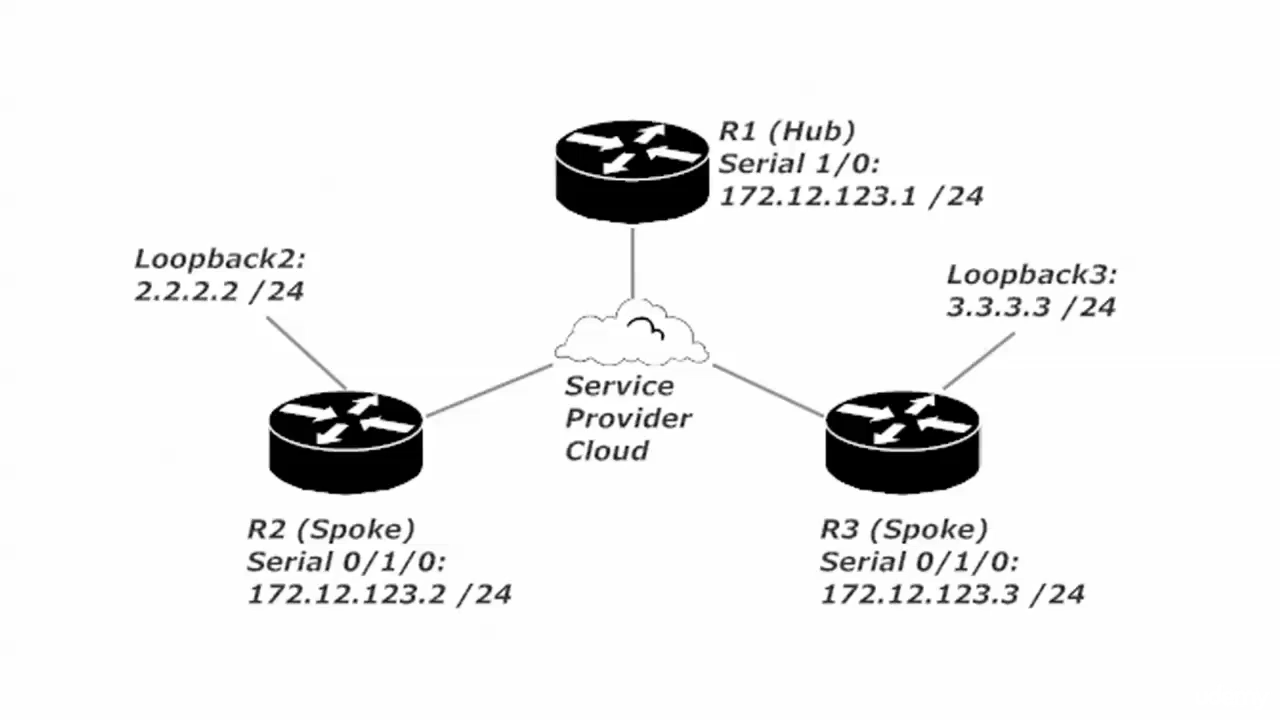 R1 (Hub)
Serial 1/0:
172.12.123.1 /24
Loopback2:
2.2.2.2 /24
Loopback3:
3.3.3.3 /24
Service
Provider
Cloud
R2 (Spoke)
Serial 0/1/0:
172.12.123.2 /24
R3 (Spoke)
Serial 0/1/0:
172.12.123.3 /24